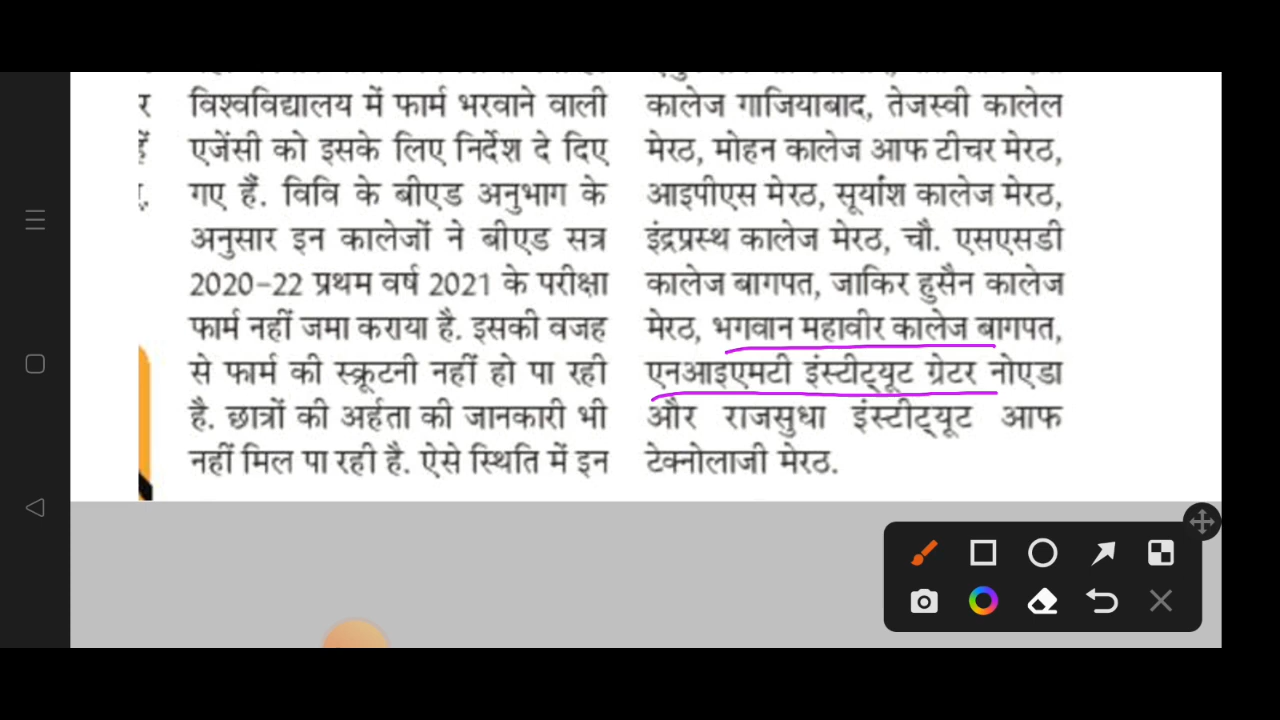 र
विश्वविद्यालय में फार्म भरवाने वाली
एजेंसी को इसके लिए निर्देश दे दिए
गए हैं. विवि के बीएड अनुभाग के
अनुसार इन कालेजों ने बीएड सत्र
2020-22 प्रथम वर्ष 2021 के परीक्षा
फार्म नहीं जमा कराया है. इसकी वजह
से फार्म की स्क्रूटनी नहीं हो पा रही
है. छात्रों की अर्हता की जानकारी भी
नहीं मिल पा रही है. ऐसे स्थिति में इन
कालेज गाजियाबाद, तेजस्वी कालेल
मेरठ, मोहन कालेज आफ टीचर मेरठ,
आइपीएस मेरठ, सूर्यांश कालेज मेरठ,
इंद्रप्रस्थ कालेज मेरठ, चौ. एसएसडी
कालेज बागपत, जाकिर हुसैन कालेज
मेरठ, भगवान महावीर कालेज बागपत,
एनआइएमटी इंस्टीट्यूट ग्रेटर नोएडा
और राजसुधा इंस्टीट्यूट आफ
टेक्नोलाजी मेरठ.